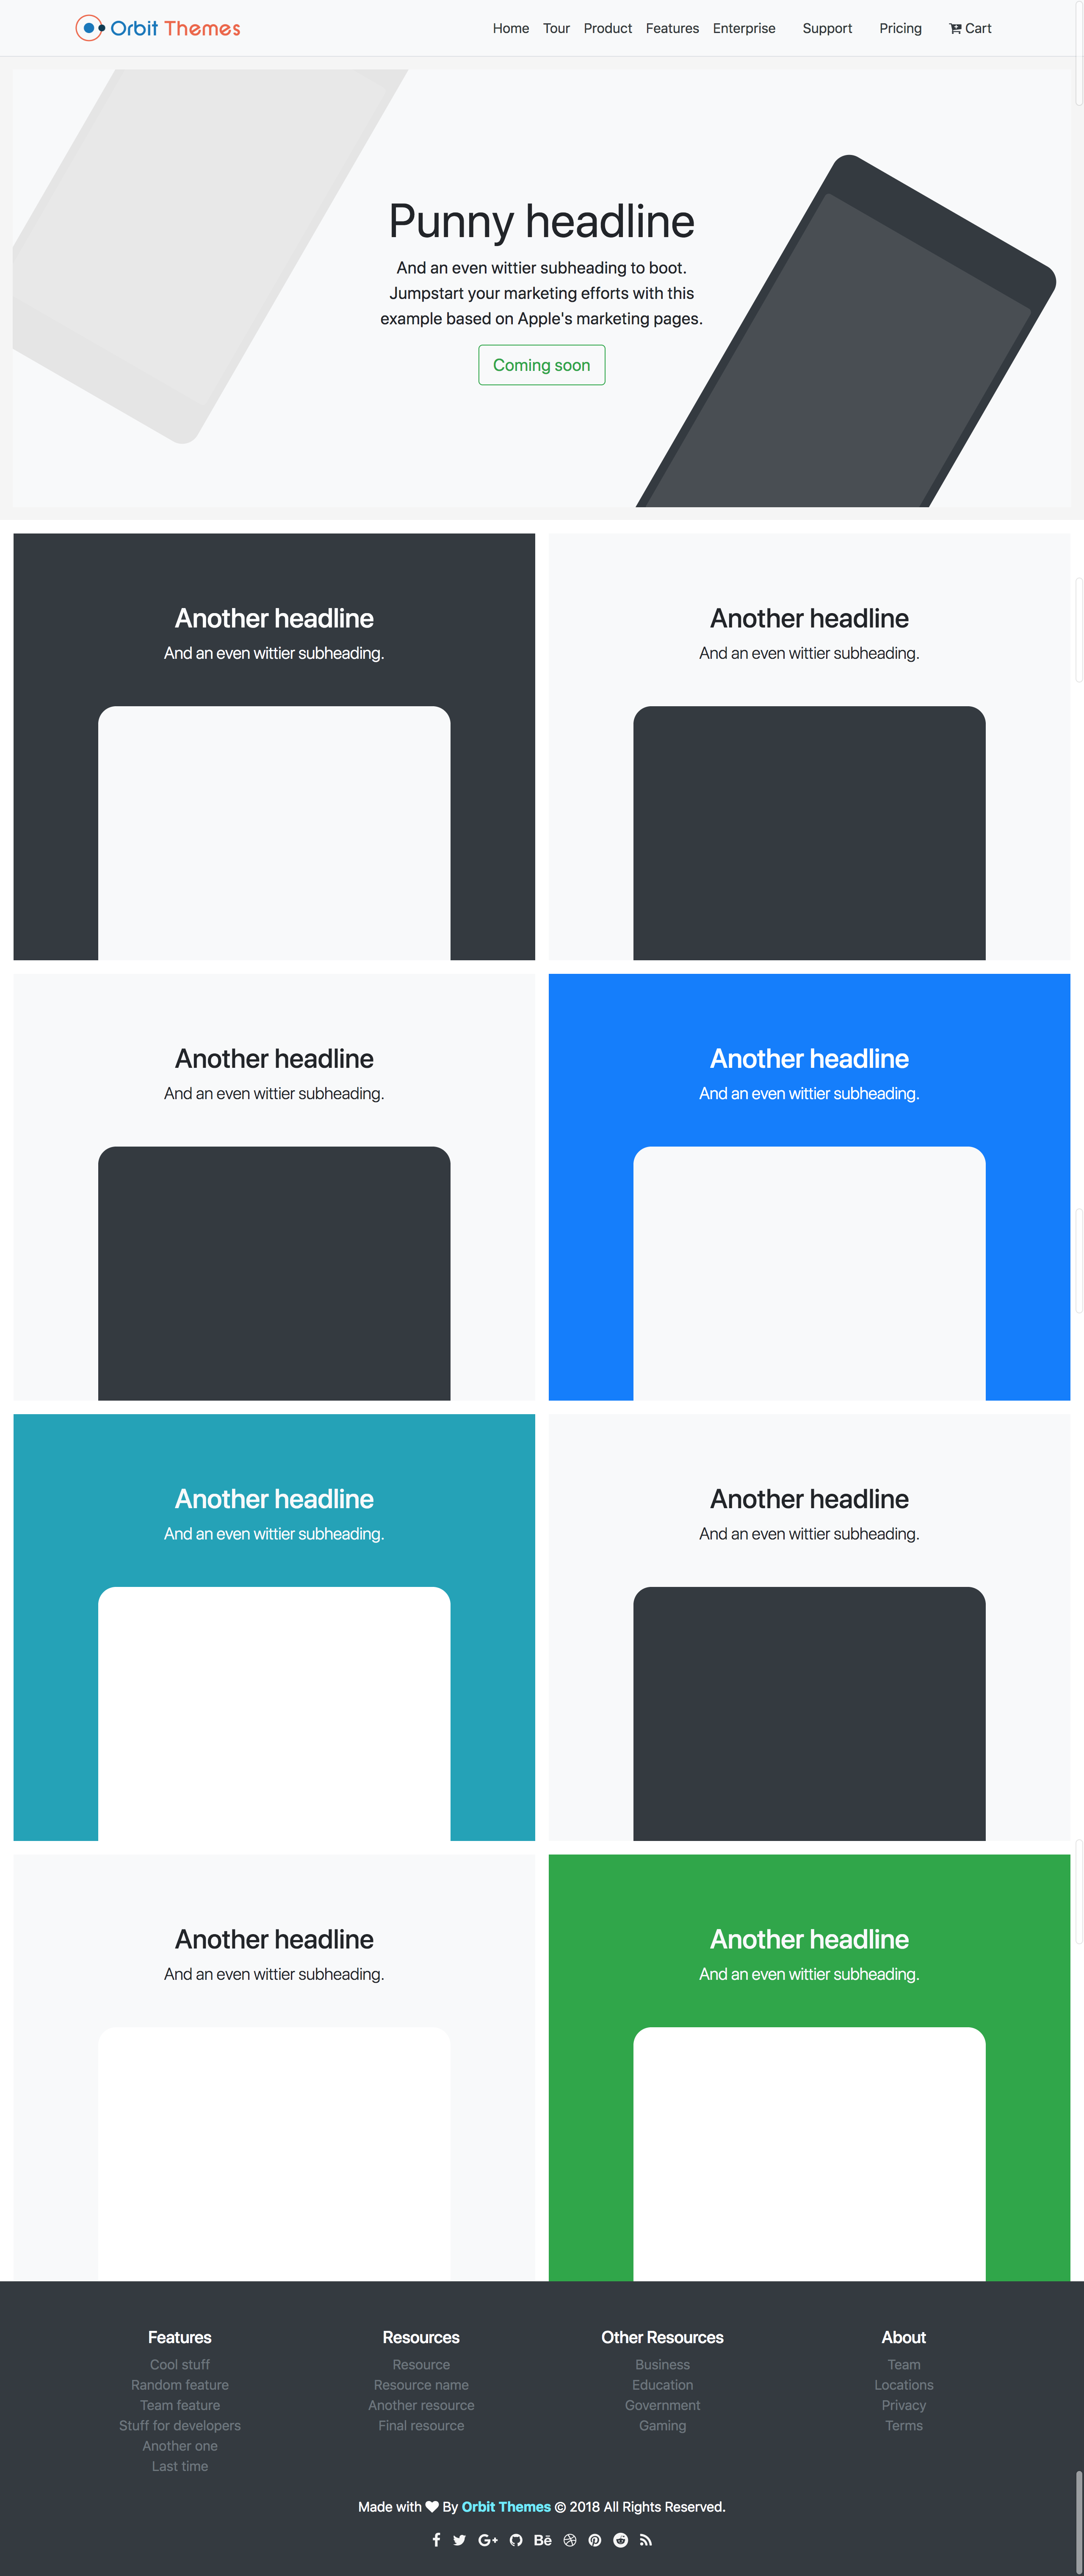 Orbit Themes
Home Tour Product Features Enterprise Support Pricing Cart
Punny headline
And an even wittier subheading to boot.
Jumpstart your marketing efforts with this
example based on Apple's marketing pages.
Coming soon
Another headline
And an even wittier subheading.
Another headline
And an even wittier subheading.
Another headline
And an even wittier subheading.
Another headline
And an even wittier subheading.
Another headline
And an even wittier subheading.
Another headline
And an even wittier subheading.
Another headline
And an even wittier subheading.
Another headline
And an even wittier subheading.
Features
Cool stuff
Random feature
Team feature
Stuff for developers
Another one
Last time
Resources
Resource
Resource name
Another resource
Final resource
Other Resources
Business
Education
Government
Gaming
About
Team
Locations
Privacy
Terms
Made with ♥ By Orbit Themes © 2018 All Rights Reserved.